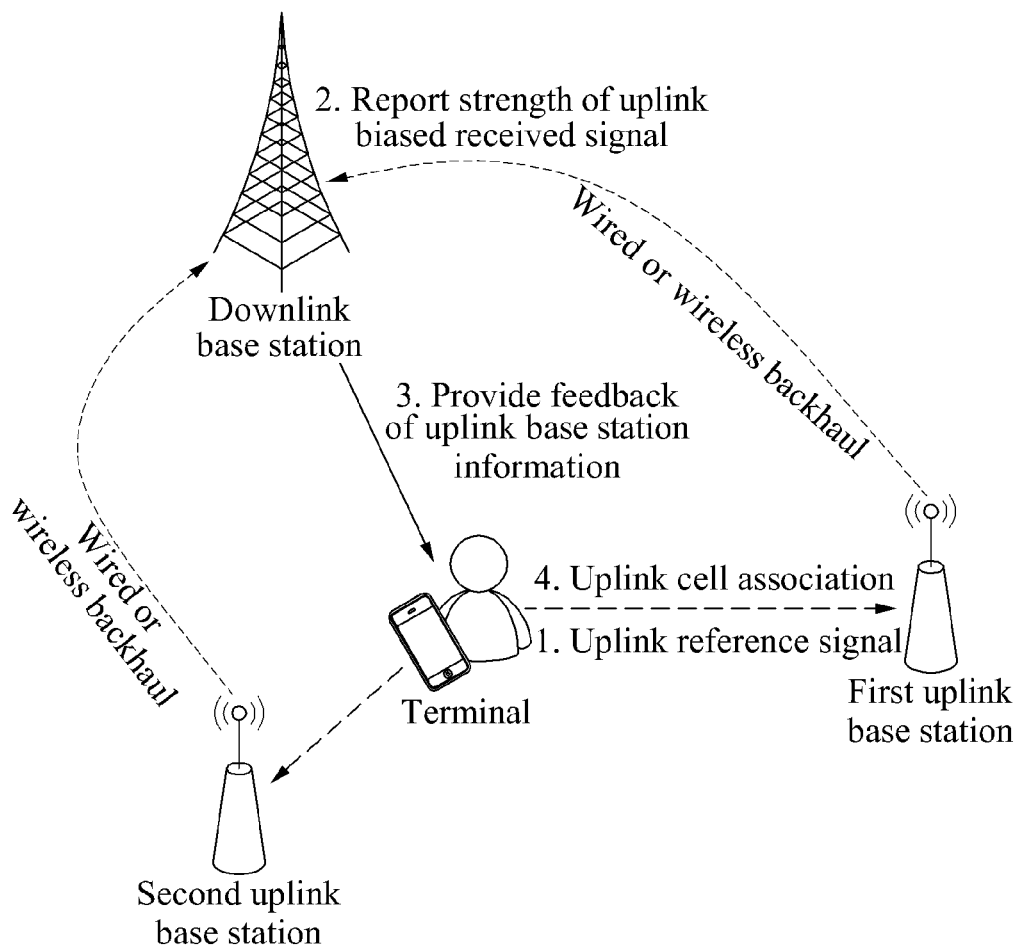 2. Report strength of uplink
biased received signal
Wired or wireless backhaul
Downlink
base station
3. Provide feedback
of uplink base station
information
Wired or
wireless backhaul
4. Uplink cell association
1. Uplink reference signal
Terminal
First uplink
base station
Second uplink
base station